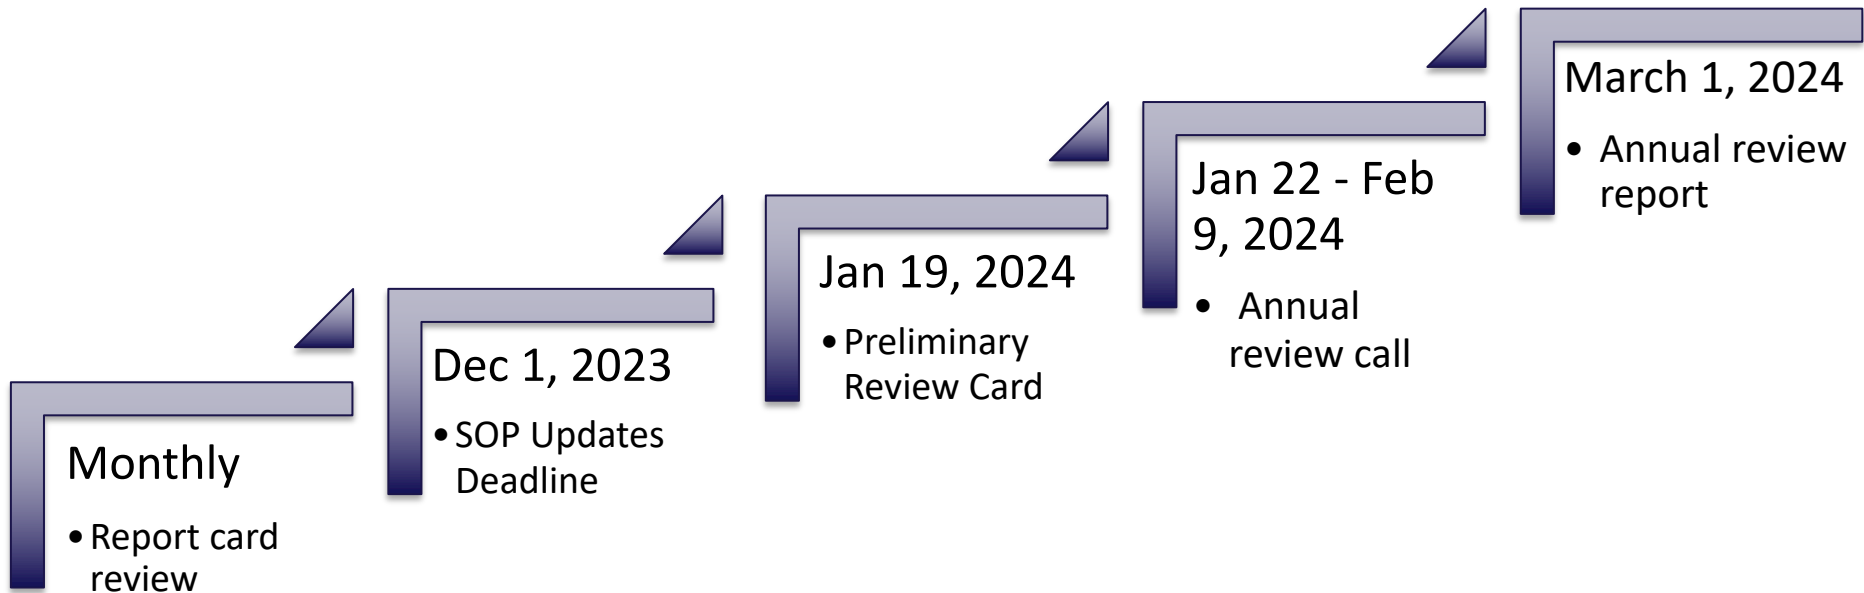 Monthly
• Report card
review
Dec 1, 2023
• SOP Updates
Deadline
Jan 19, 2024
• Preliminary
Review Card
Jan 22 - Feb
9, 2024
• Annual
review call
March 1, 2024
• Annual review
report